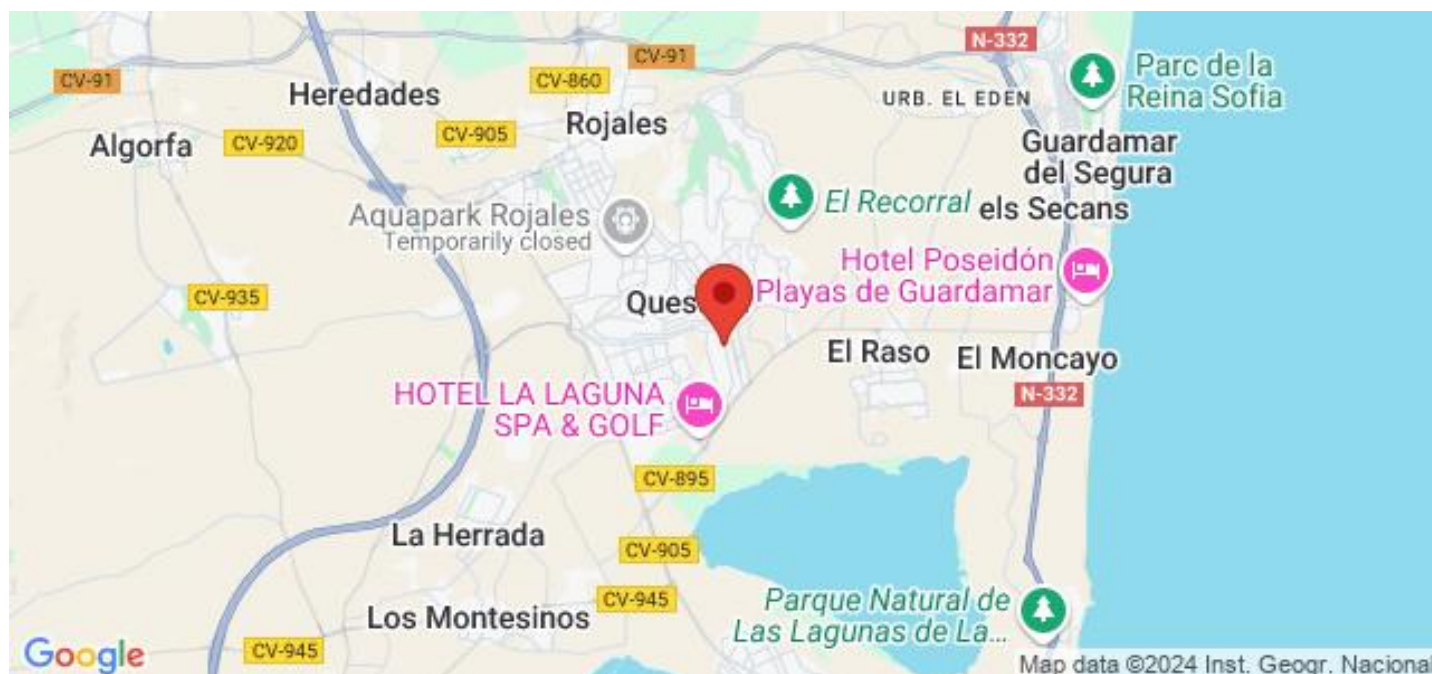 N-332
CV-91
CV-91
CV-860
Parc de la
Reina Sofia
Heredades
URB. EL EDEN
Rojales
CV-905
Algorfa
CV-920
Guardamar
del Segura
El Recorral
els Secans
Aquapark Rojales
Temporarily closed
Hotel Poseidón
Playas de Guardamar
CV-935
El Raso
El Moncayo
HOTEL LA LAGUNA
SPA & GOLF
N-332
CV-895
La Herrada
CV-905
CV-945
Parque Natural de
Las Lagunas de La...
Los Montesinos
CV-945
Google
Map data ©2024 Inst. Geogr. Nacional